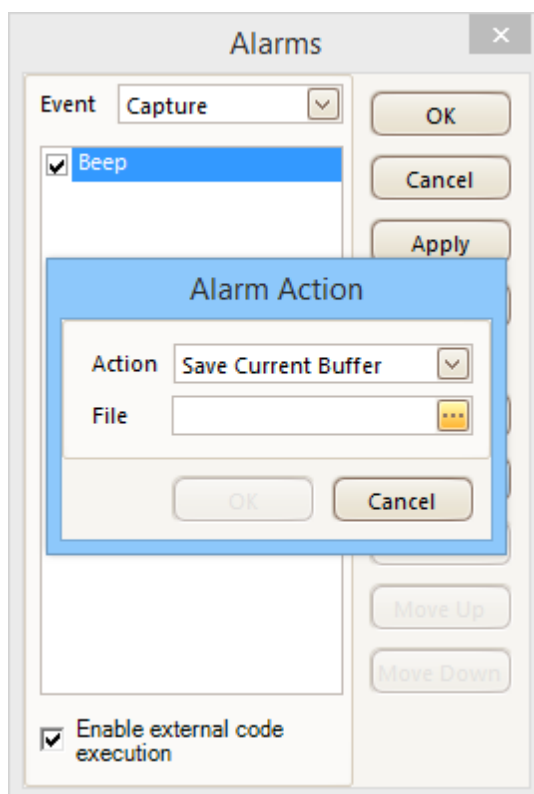 Alarms
Event Capture
OK
Beep
Cancel
Apply
Alarm Action
Action Save Current Buffer
File
OK Cancel
Move Up
Move Down
Enable external code
execution